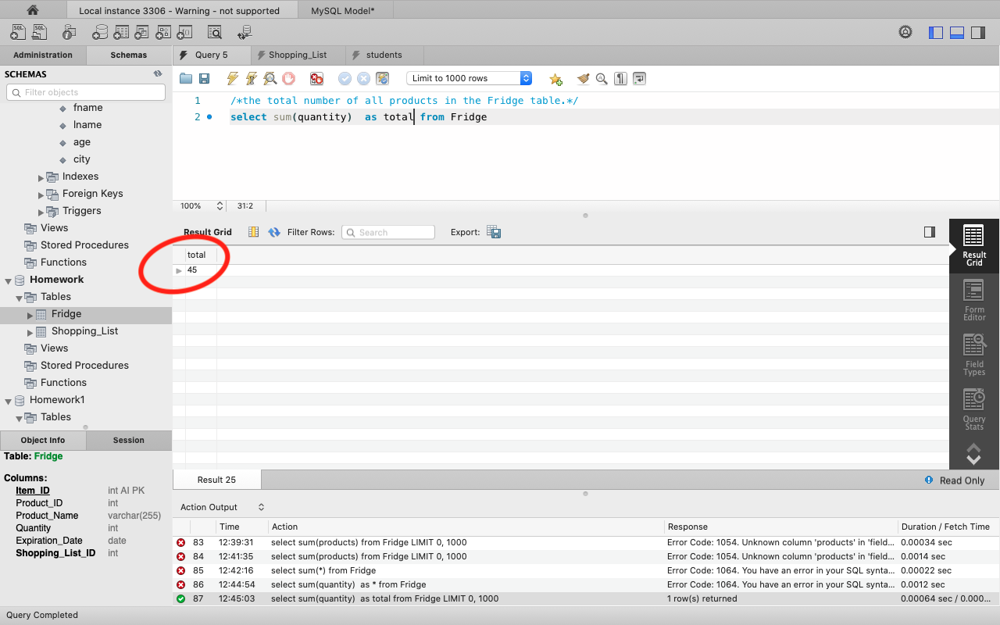 Local instance 3306 - Warning - not supported
MySQL Model*
Administration
Schemas
Query 5
Shopping_List
students
SCHEMAS
Filter objects
fname
lname
age
city
Indexes
Foreign Keys
Triggers
Views
Stored Procedures
Functions
Homework
Tables
Fridge
Shopping_List
Views
Stored Procedures
Functions
Homework1
Tables
Limit to 1000 rows
1 /*the total number of all products in the Fridge table.*/
2 select sum(quantity)  as total from Fridge
100%
31:2
Result Grid
Filter Rows:
Search
Export:
total
45
Result
Grid
Form
Editor
Field
Types
Query
Stats
Result 25
Read Only
Object Info
Session
Table: Fridge
Columns:
Item_ID int AI PK
Product_ID int
Product_Name varchar(255)
Quantity int
Expiration_Date date
Shopping_List_ID int
Action Output
Time Action Response Duration / Fetch Time
83 12:39:31 select sum(products) from Fridge LIMIT 0, 1000 Error Code: 1054. Unknown column 'products' in 'field... 0.00034 sec
84 12:41:35 select sum(products) from Fridge LIMIT 0, 1000 Error Code: 1054. Unknown column 'products' in 'field... 0.0014 sec
85 12:42:16 select sum(*) from Fridge Error Code: 1064. You have an error in your SQL synta... 0.00022 sec
86 12:44:54 select sum(quantity)  as * from Fridge Error Code: 1064. You have an error in your SQL synta... 0.0012 sec
87 12:45:03 select sum(quantity)  as total from Fridge LIMIT 0, 1000 1 row(s) returned 0.00064 sec / 0.000...
Query Completed